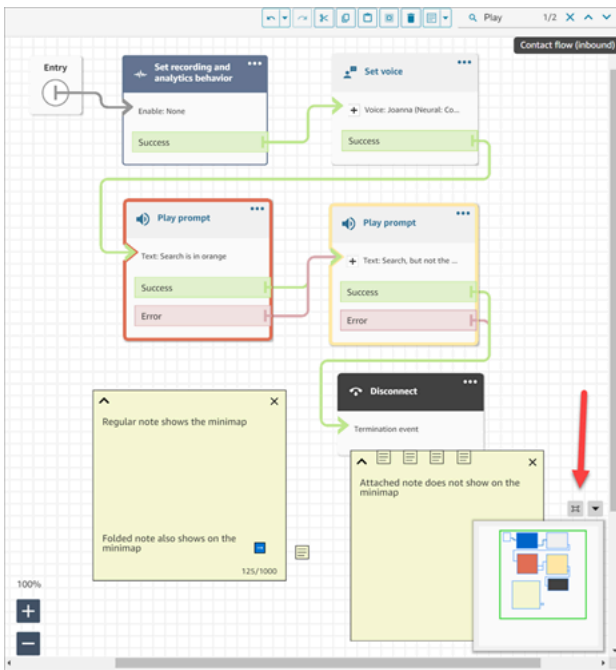 Play
1/2
Contact flow (inbound)
Entry
Set recording and
analytics behavior
Enable: None
Success
Set voice
Voice: Joanna (Neural: Co...
Success
Play prompt
Text: Search is in orange
Success
Error
Play prompt
Text: Search, but not the ...
Success
Error
Disconnect
Termination event
Regular note shows the minimap
Folded note also shows on the
minimap
125/1000
Attached note does not show on the
minimap
100%